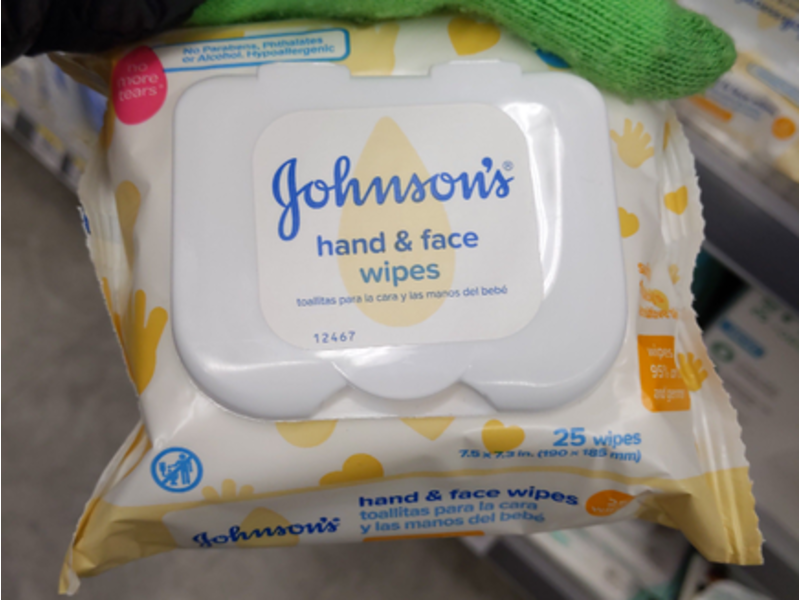 No Parabens, Phthalates
or Alcohol. Hypoallergenic
no
more
tears
Johnson's®
hand & face
wipes
toallitas para la cara y las manos del bebé
12467
wipes
95%
25 wipes
7.5 x 7.3 in. (190 x 185 mm)
Johnson's
hand & face wipes
toallitas para la cara
y las manos del bebé